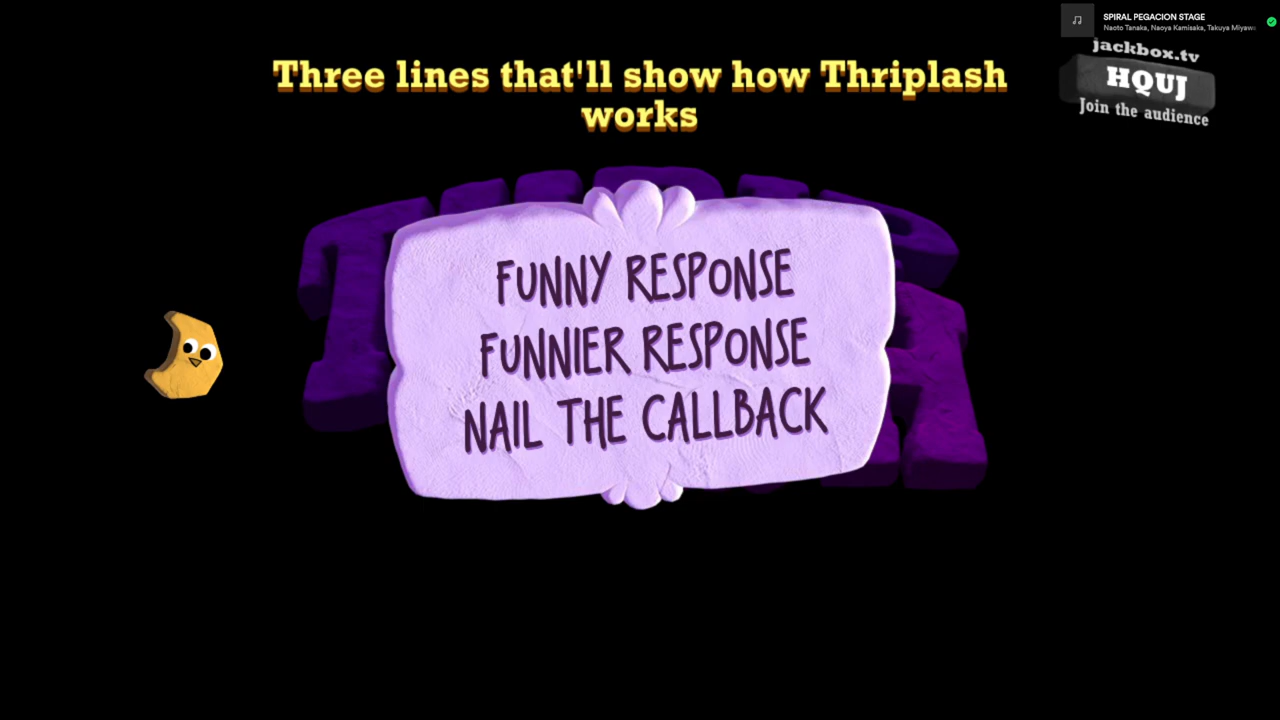 SPIRAL PEGACION STAGE
Naoto Tanaka, Naoya Kamisaka, Takuya Miyaw
jackbox.tv
HQUJ
Join the audience
Three lines that'll show how Thriplash
works
FUNNY RESPONSE
FUNNIER RESPONSE
NAIL THE CALLBACK